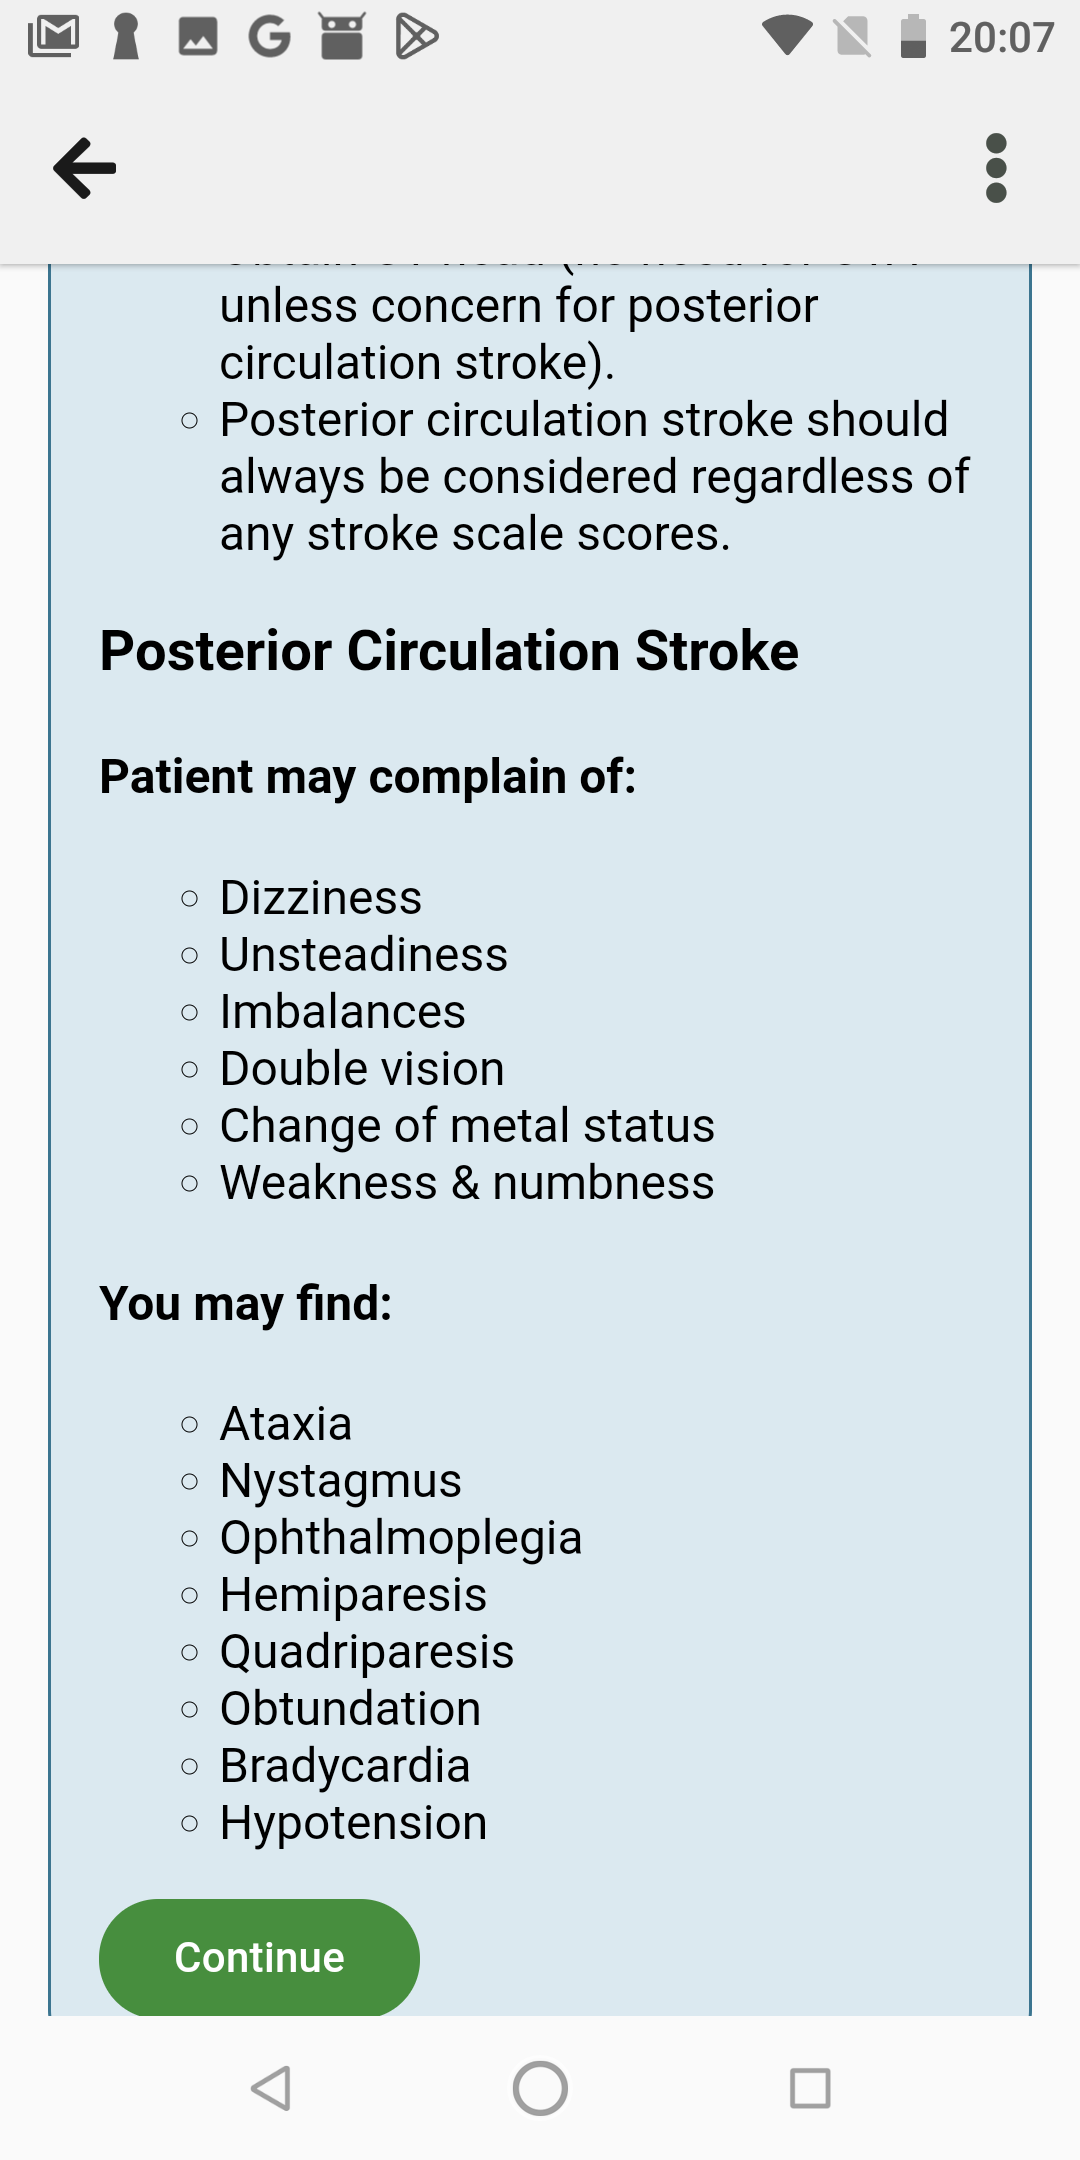 20:07
unless concern for posterior
circulation stroke).
Posterior circulation stroke should
always be considered regardless of
any stroke scale scores.
Posterior Circulation Stroke
Patient may complain of:
Dizziness
Unsteadiness
Imbalances
Double vision
Change of metal status
Weakness & numbness
You may find:
Ataxia
Nystagmus
Ophthalmoplegia
Hemiparesis
Quadriparesis
Obtundation
Bradycardia
Hypotension
Continue